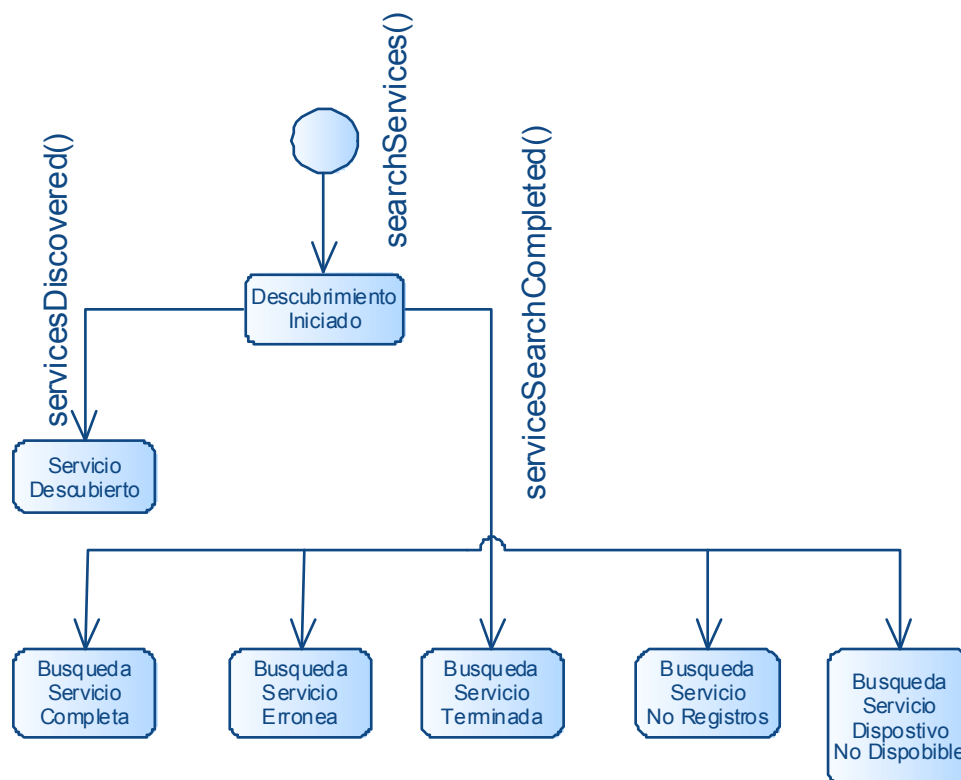 searchServices()
servicesDiscovered()
serviceSearchCompleted()
Descubrimiento
Iniciado
Servicio
Descubierto
Busqueda
Servicio
Completa
Busqueda
Servicio
Erronea
Busqueda
Servicio
Terminada
Busqueda
Servicio
No Registros
Busqueda
Servicio
Dispostivo
No Dispobible